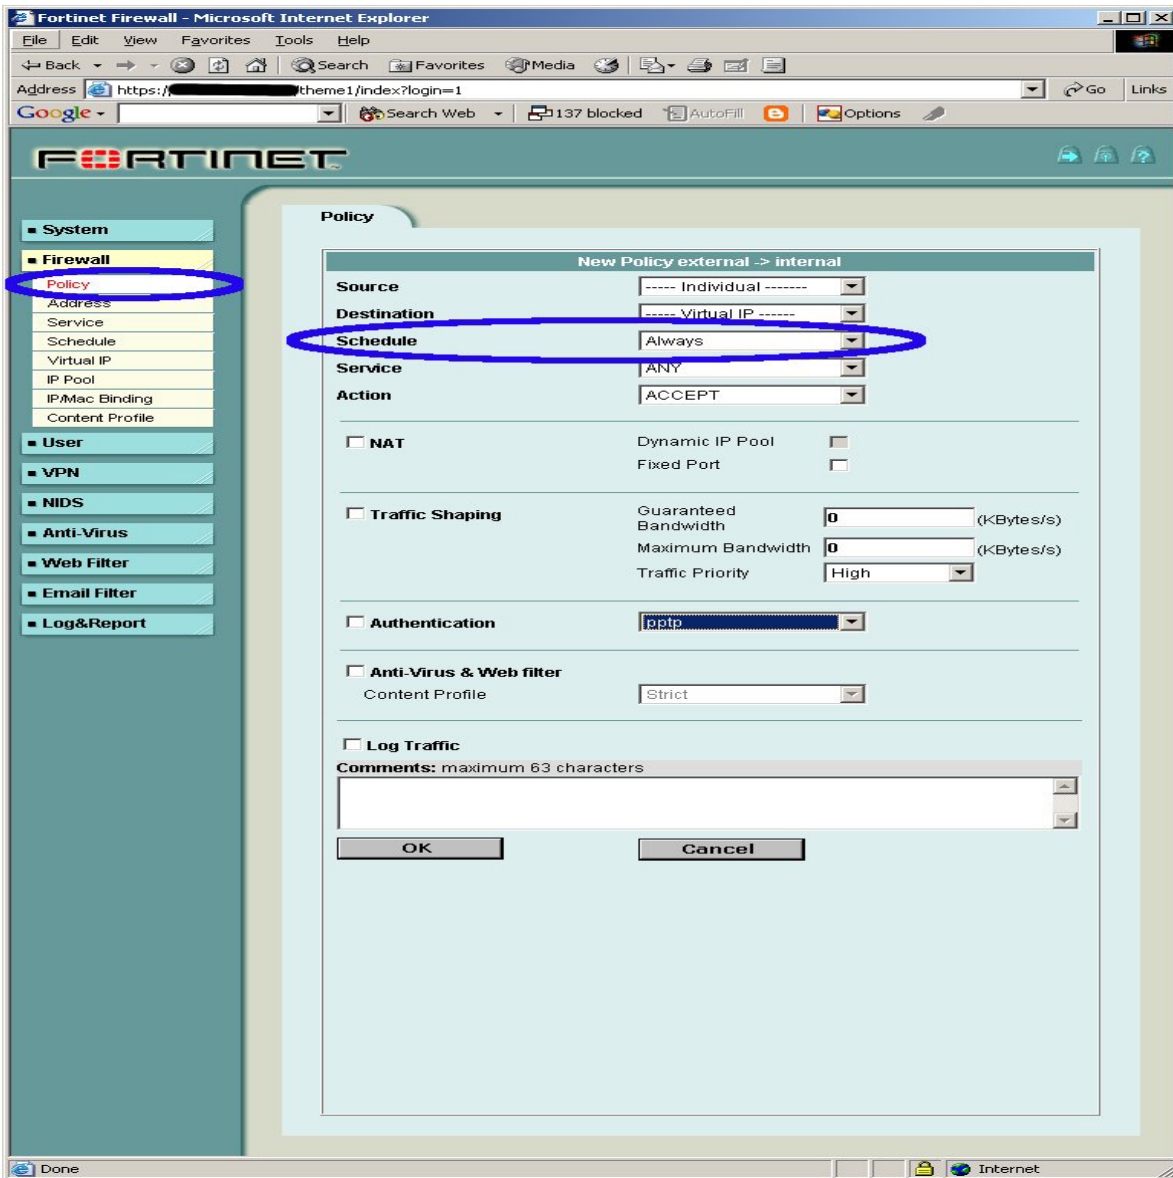 Fortinet Firewall - Microsoft Internet Explorer
File Edit View Favorites Tools Help
Back Search Favorites Media
Address https:/ /theme1/index?login=1 Go Links
Google Search Web 137 blocked AutoFill Options
FORTINET
Policy
System
Firewall
Policy
Address
Service
Schedule
Virtual IP
IP Pool
IP/Mac Binding
Content Profile
User
VPN
NIDS
Anti-Virus
Web Filter
Email Filter
Log&Report
New Policy external -> internal
Source ----- Individual -------
Destination ----- Virtual IP ------
Schedule Always
Service ANY
Action ACCEPT
NAT Dynamic IP Pool
Fixed Port
Traffic Shaping Guaranteed
Bandwidth 0 (KBytes/s)
Maximum Bandwidth 0 (KBytes/s)
Traffic Priority High
Authentication pptp
Anti-Virus & Web filter
Content Profile Strict
Log Traffic
Comments: maximum 63 characters
OK Cancel
Done Internet